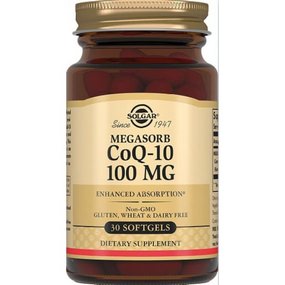 SOLGAR®
Since 1947
MEGASORB
CoQ-10
100 MG
ENHANCED ABSORPTION*
Non-GMO
GLUTEN, WHEAT & DAIRY FREE
30 SOFTGELS
DIETARY SUPPLEMENT